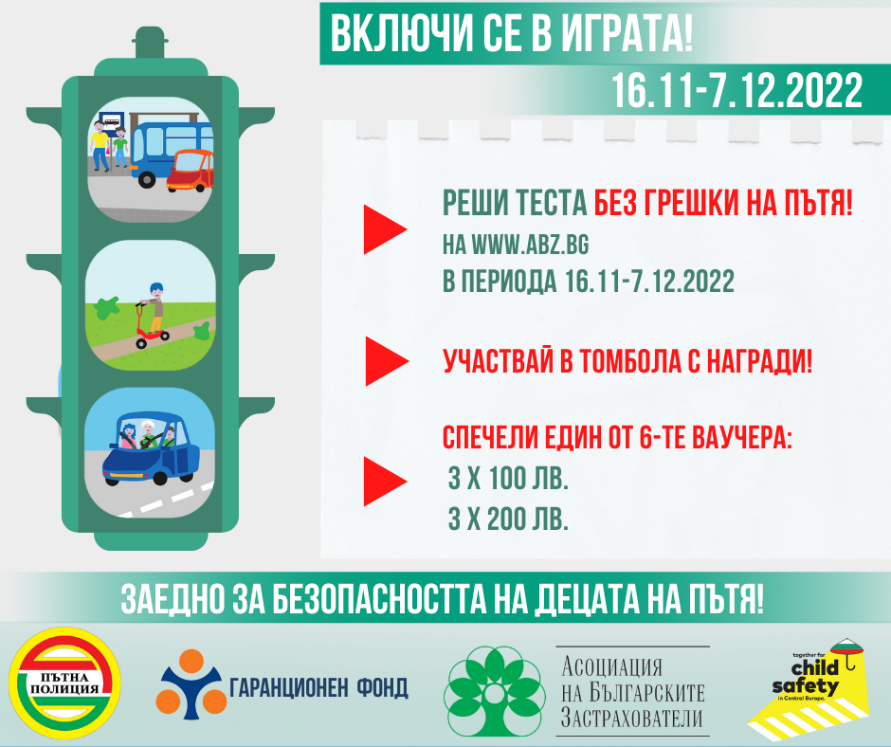 ВКЛЮЧИ СЕ В ИГРАТА!
16.11-7.12.2022
РЕШИ ТЕСТА БЕЗ ГРЕШКИ НА ПЪТЯ!
НА WWW.ABZ.BG
В ПЕРИОДА 16.11-7.12.2022
УЧАСТВАЙ В ТОМБОЛА С НАГРАДИ!
СПЕЧЕЛИ ЕДИН ОТ 6-ТЕ ВАУЧЕРА:
3 X 100 ЛВ.
3 X 200 ЛВ.
ЗАЕДНО ЗА БЕЗОПАСНОСТТА НА ДЕЦАТА НА ПЪТЯ!
ПЪТНА
ПОЛИЦИЯ
ГАРАНЦИОНЕН ФОНД
Асоциация
на Българските
Застрахователи
together for
child
safety
in Central Europe.